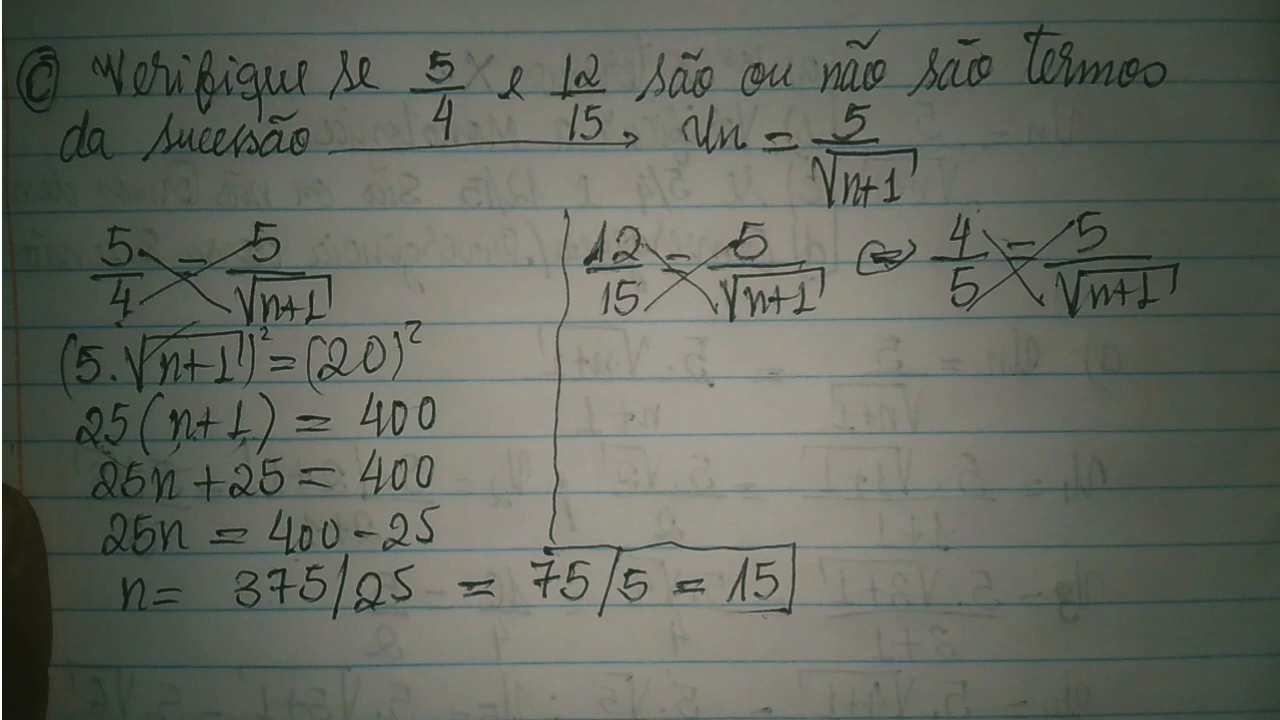 © Verifique se 5/4 e 12/15 são ou não são termos
da sucersão → Un = 5/√(n+1)
5/4 = 5/√(n+1)
(5.√(n+1))² = (20)²
25(n+1) = 400
25n + 25 = 400
25n = 400 - 25
n = 375/25 = 75/5 = 15
12/15 = 5/√(n+1) ⇔ 4/5 = 5/√(n+1)